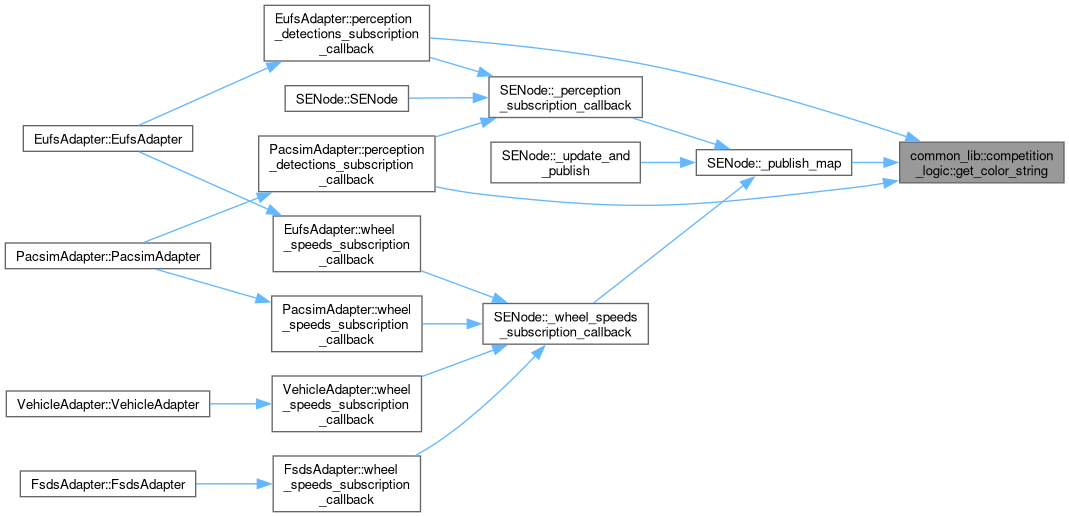 EufsAdapter::perception
_detections_subscription
_callback
SENode::_perception
_subscription_callback
SENode::SENode
EufsAdapter::EufsAdapter
PacsimAdapter::perception
_detections_subscription
_callback
SENode::_update_and
_publish
SENode::_publish_map
common_lib::competition
_logic::get_color_string
EufsAdapter::wheel
_speeds_subscription
_callback
PacsimAdapter::PacsimAdapter
PacsimAdapter::wheel
_speeds_subscription
_callback
SENode::_wheel_speeds
_subscription_callback
VehicleAdapter::wheel
_speeds_subscription
_callback
VehicleAdapter::VehicleAdapter
FsdsAdapter::wheel
_speeds_subscription
_callback
FsdsAdapter::FsdsAdapter